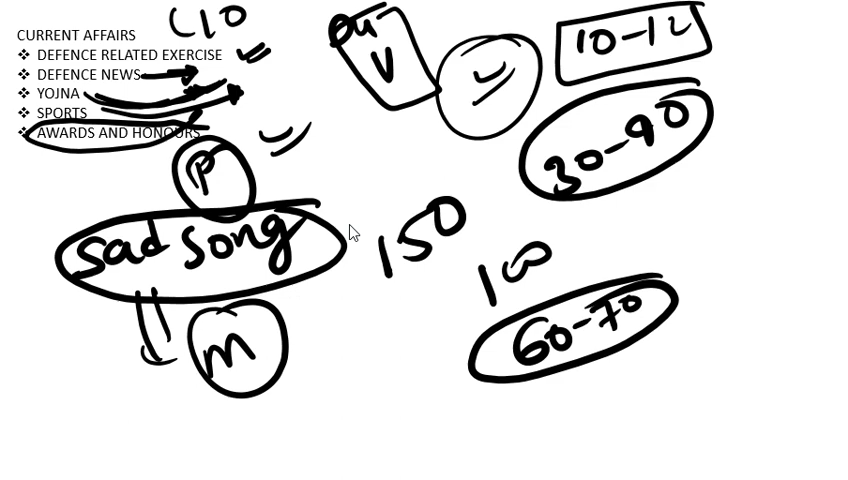 C10
CURRENT AFFAIRS
❖ DEFENCE RELATED EXERCISE
❖ DEFENCE NEWS
❖ YOJNA
❖ SPORTS
❖ AWARDS AND HONOURS
V
10-12
30-90
P
sad song
150
100
M
60-70